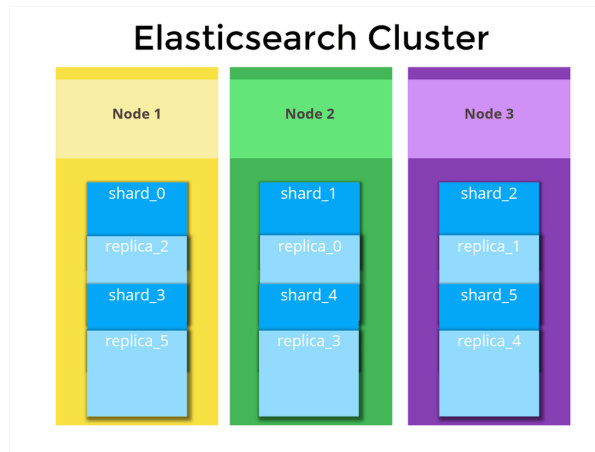 Elasticsearch Cluster
Node 1
shard_0
replica_2
shard_3
replica_5
Node 2
shard_1
replica_0
shard_4
replica_3
Node 3
shard_2
replica_1
shard_5
replica_4